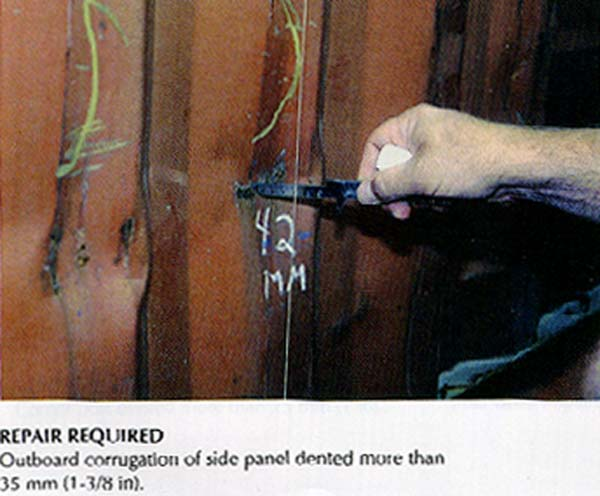 42
MM
REPAIR REQUIRED
Outboard corrugation of side panel dented more than
35 mm (1-3/8 in).